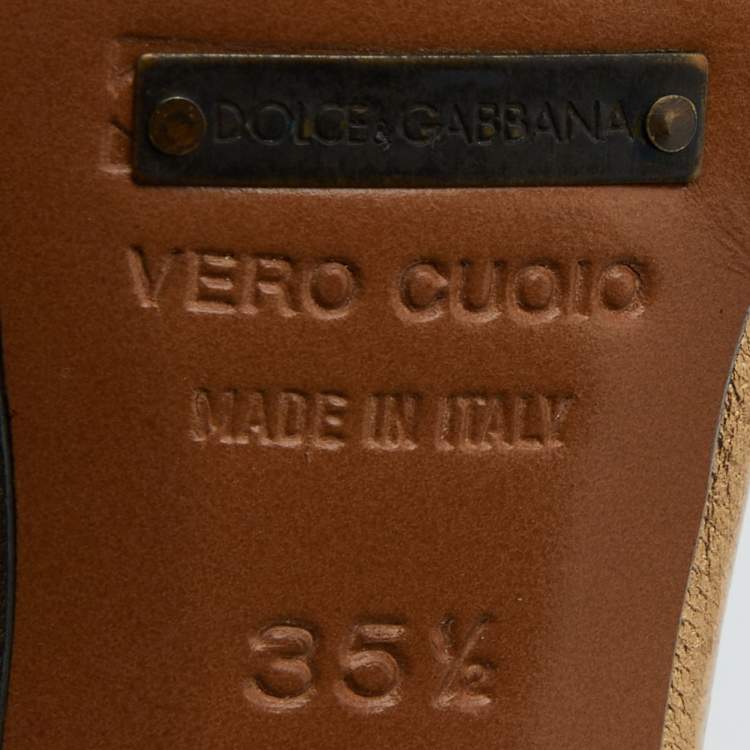 DOLCE&GABBANA
VERO CUOIO
MADE IN ITALY
35½